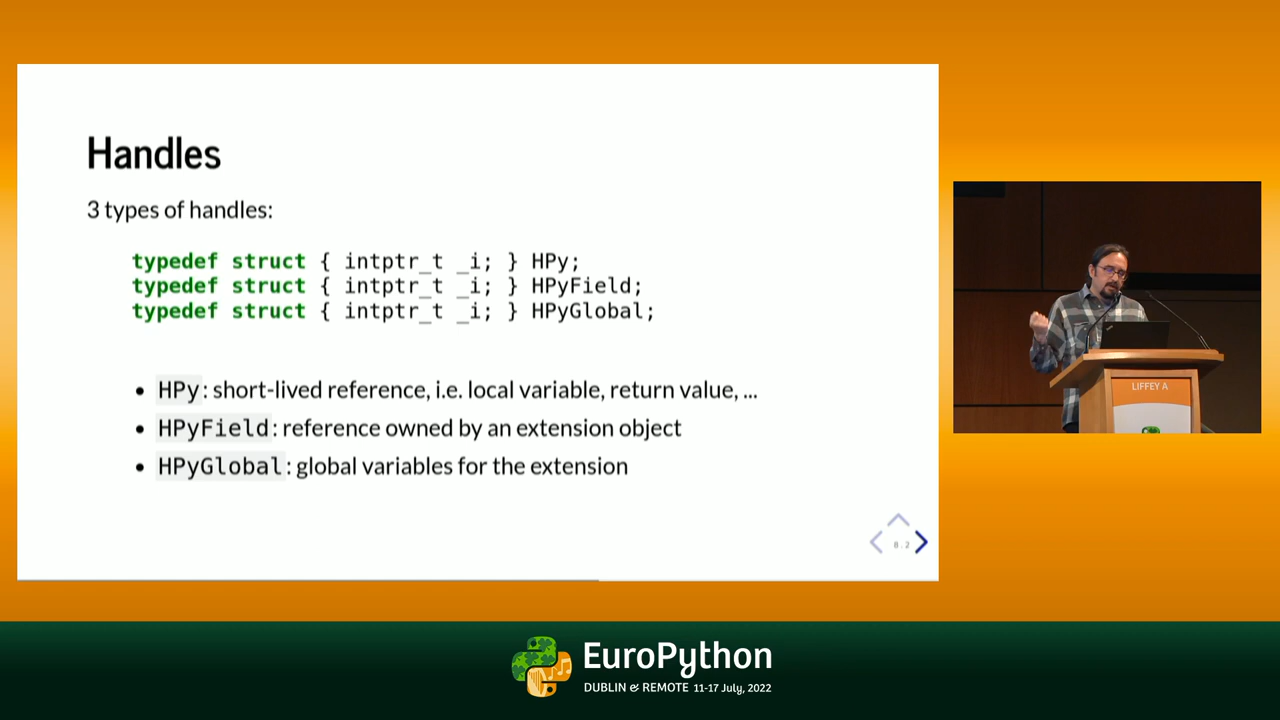 Handles
3 types of handles:
typedef struct { intptr_t _i; } HPy;
typedef struct { intptr_t _i; } HPyField;
typedef struct { intptr_t _i; } HPyGlobal;
• HPy: short-lived reference, i.e. local variable, return value, ...
• HPyField: reference owned by an extension object
• HPyGlobal: global variables for the extension
8.2
LIFFEY A
EuroPython
DUBLIN & REMOTE 11-17 July, 2022